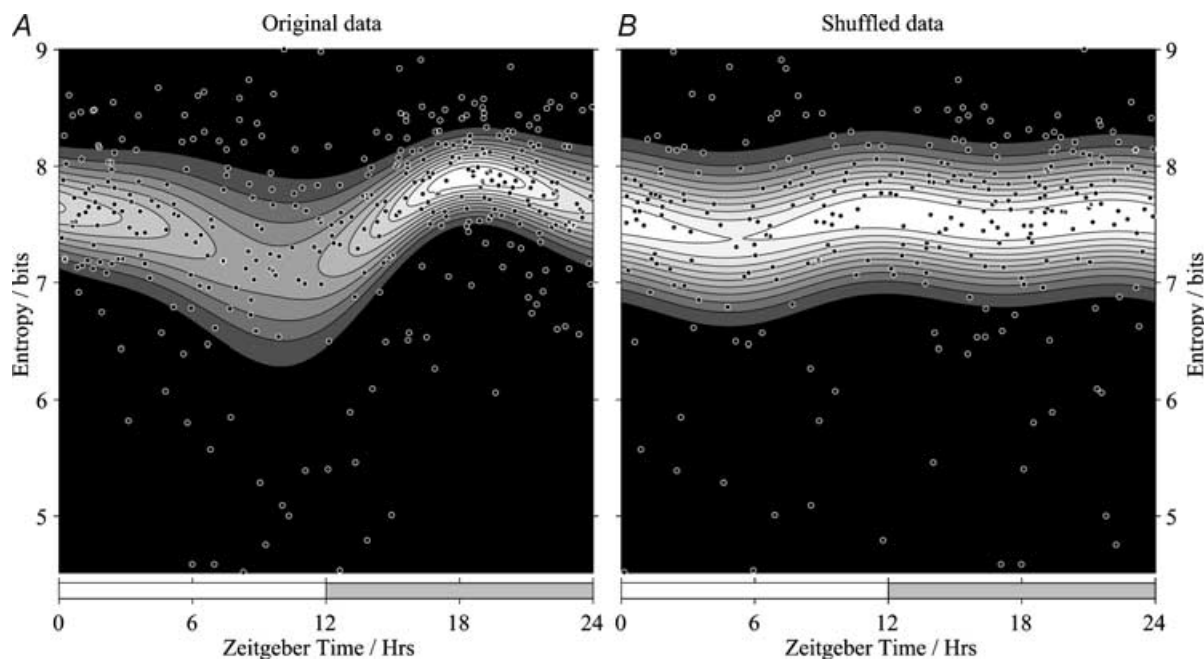 A Original data
B Shuffled data
9
8
7
6
5
Entropy / bits
0 6 12 18 24
Zeitgeber Time / Hrs
9
8
7
6
5
Entropy / bits
0 6 12 18 24
Zeitgeber Time / Hrs